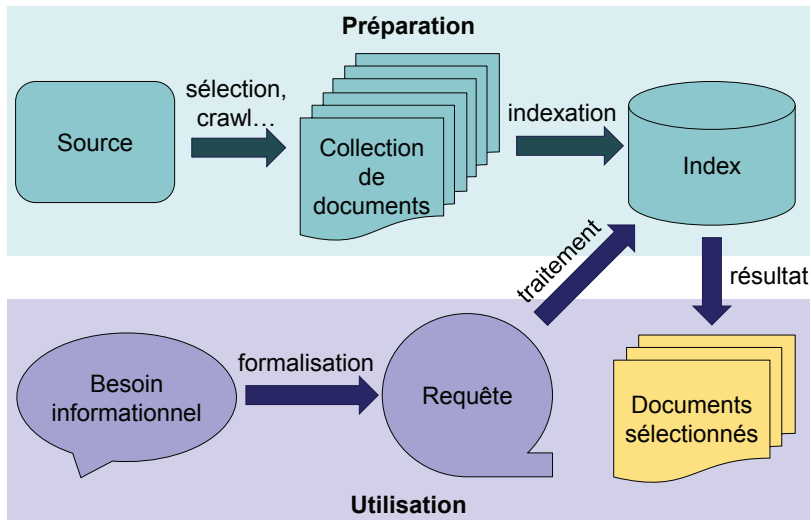 Préparation
Source
sélection,
crawl...
Collection
de
documents
indexation
Index
traitement
résultat
Besoin
informationnel
formalisation
Requête
Documents
sélectionnés
Utilisation